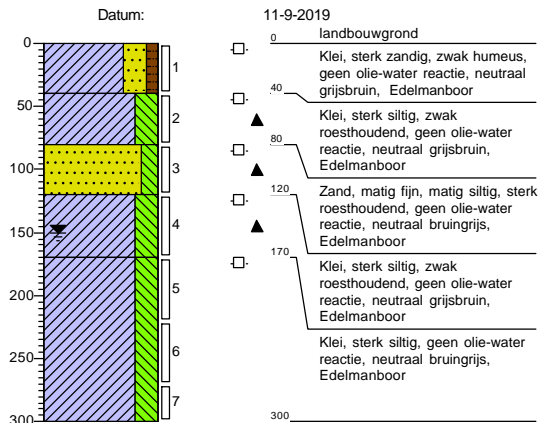 Datum: 11-9-2019
0
50
100
150
200
250
300
1
2
3
4
5
6
7
0
landbouwgrond
Klei, sterk zandig, zwak humeus,
geen olie-water reactie, neutraal
grijsbruin, Edelmanboor
40
Klei, sterk siltig, zwak
roesthoudend, geen olie-water
reactie, neutraal grijsbruin,
Edelmanboor
80
Zand, matig fijn, matig siltig, sterk
roesthoudend, geen olie-water
reactie, neutraal bruingrijs,
Edelmanboor
120
Klei, sterk siltig, zwak
roesthoudend, geen olie-water
reactie, neutraal grijsbruin,
Edelmanboor
170
Klei, sterk siltig, geen olie-water
reactie, neutraal bruingrijs,
Edelmanboor
300